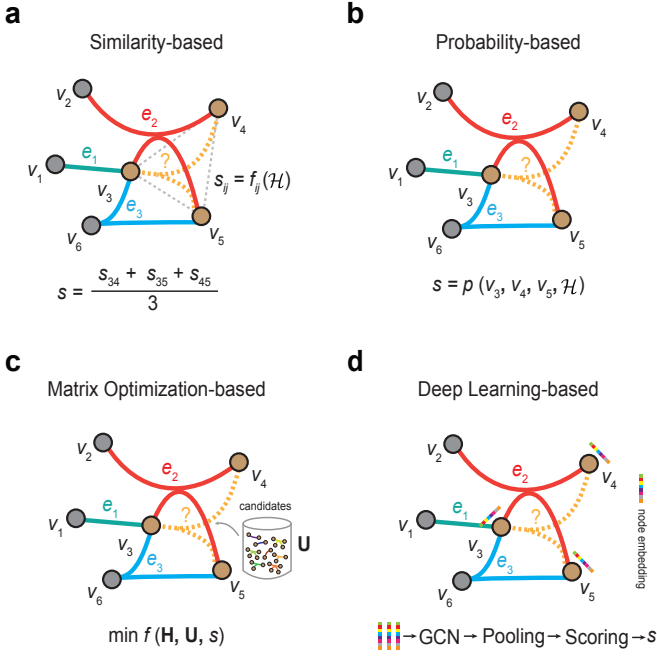 a
Similarity-based
v₂
e₂
v₄
e₁
?
v₁
v₃
sᵢⱼ = fᵢⱼ(ℋ)
e₃
v₆
v₅
s = (s₃₄ + s₃₅ + s₄₅) / 3
b
Probability-based
v₂
e₂
v₄
e₁
?
v₁
v₃
e₃
v₆
v₅
s = p (v₃, v₄, v₅, ℋ)
c
Matrix Optimization-based
v₂
e₂
v₄
candidates
e₁
?
v₁
v₃
U
e₃
v₆
v₅
min f (H, U, s)
d
Deep Learning-based
v₂
e₂
v₄
e₁
?
v₁
v₃
node embedding
e₃
v₆
v₅
→ GCN → Pooling → Scoring → s